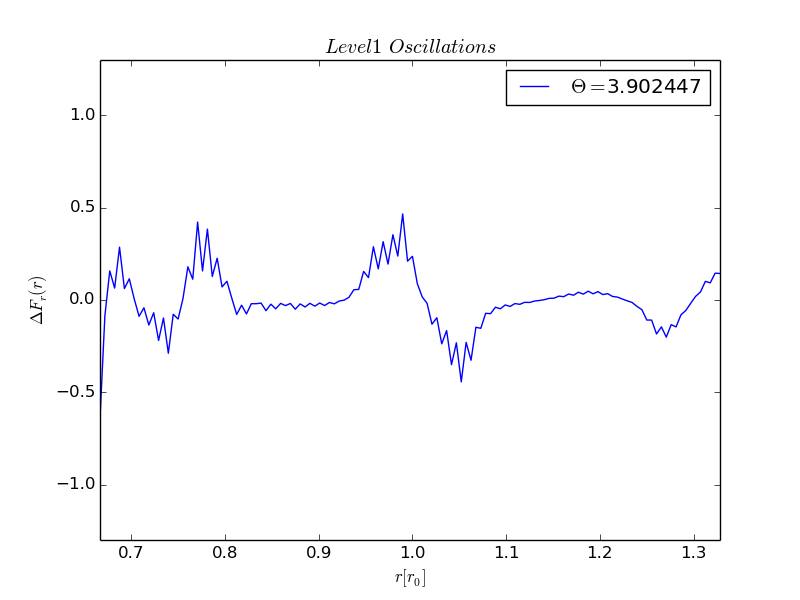 Level1 Oscillations
Θ =3.902447
1.0
0.5
0.0
−0.5
−1.0
ΔF_r(r)
0.7 0.8 0.9 1.0 1.1 1.2 1.3
r[r_0]